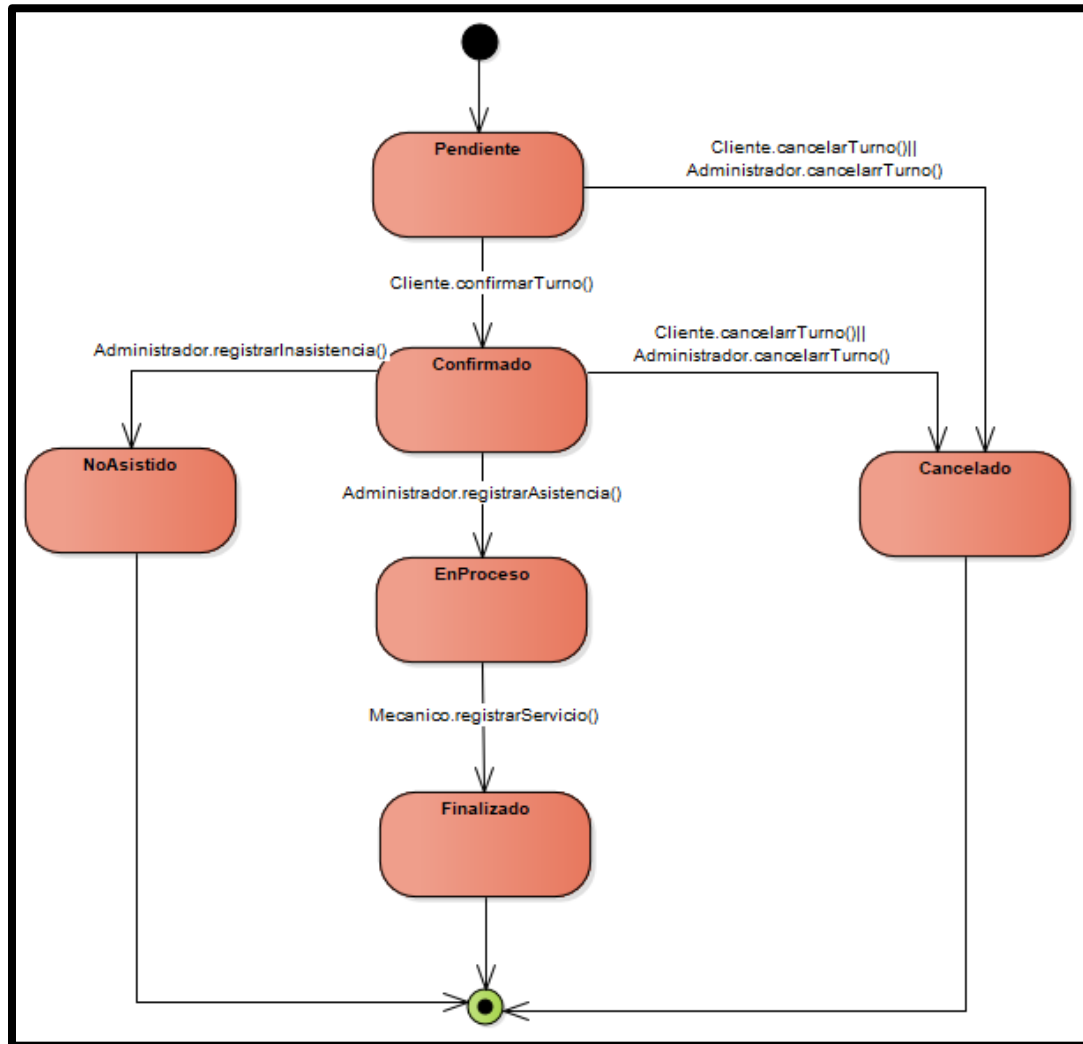 Pendiente
Cliente.cancelarTurno()||
Administrador.cancelarrTurno()
Cliente.confirmarTurno()
Cliente.cancelarrTurno()||
Administrador.cancelarrTurno()
Administrador.registrarInasistencia()
Confirmado
NoAsistido
Cancelado
Administrador.registrarAsistencia()
EnProceso
Mecanico.registrarServicio()
Finalizado